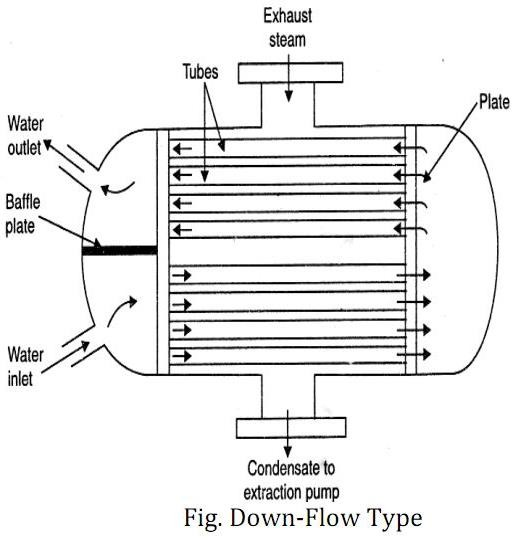 Exhaust
steam
Tubes
Plate
Water
outlet
Baffle
plate
Water
inlet
Condensate to
extraction pump
Fig. Down-Flow Type